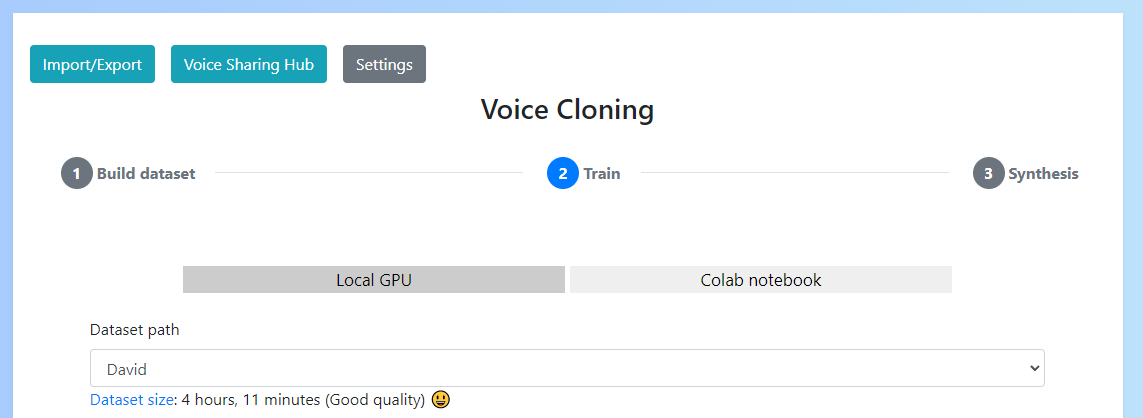 Import/Export Voice Sharing Hub Settings
Voice Cloning
1 Build dataset 2 Train 3 Synthesis
Local GPU Colab notebook
Dataset path
David
Dataset size: 4 hours, 11 minutes (Good quality) 😃